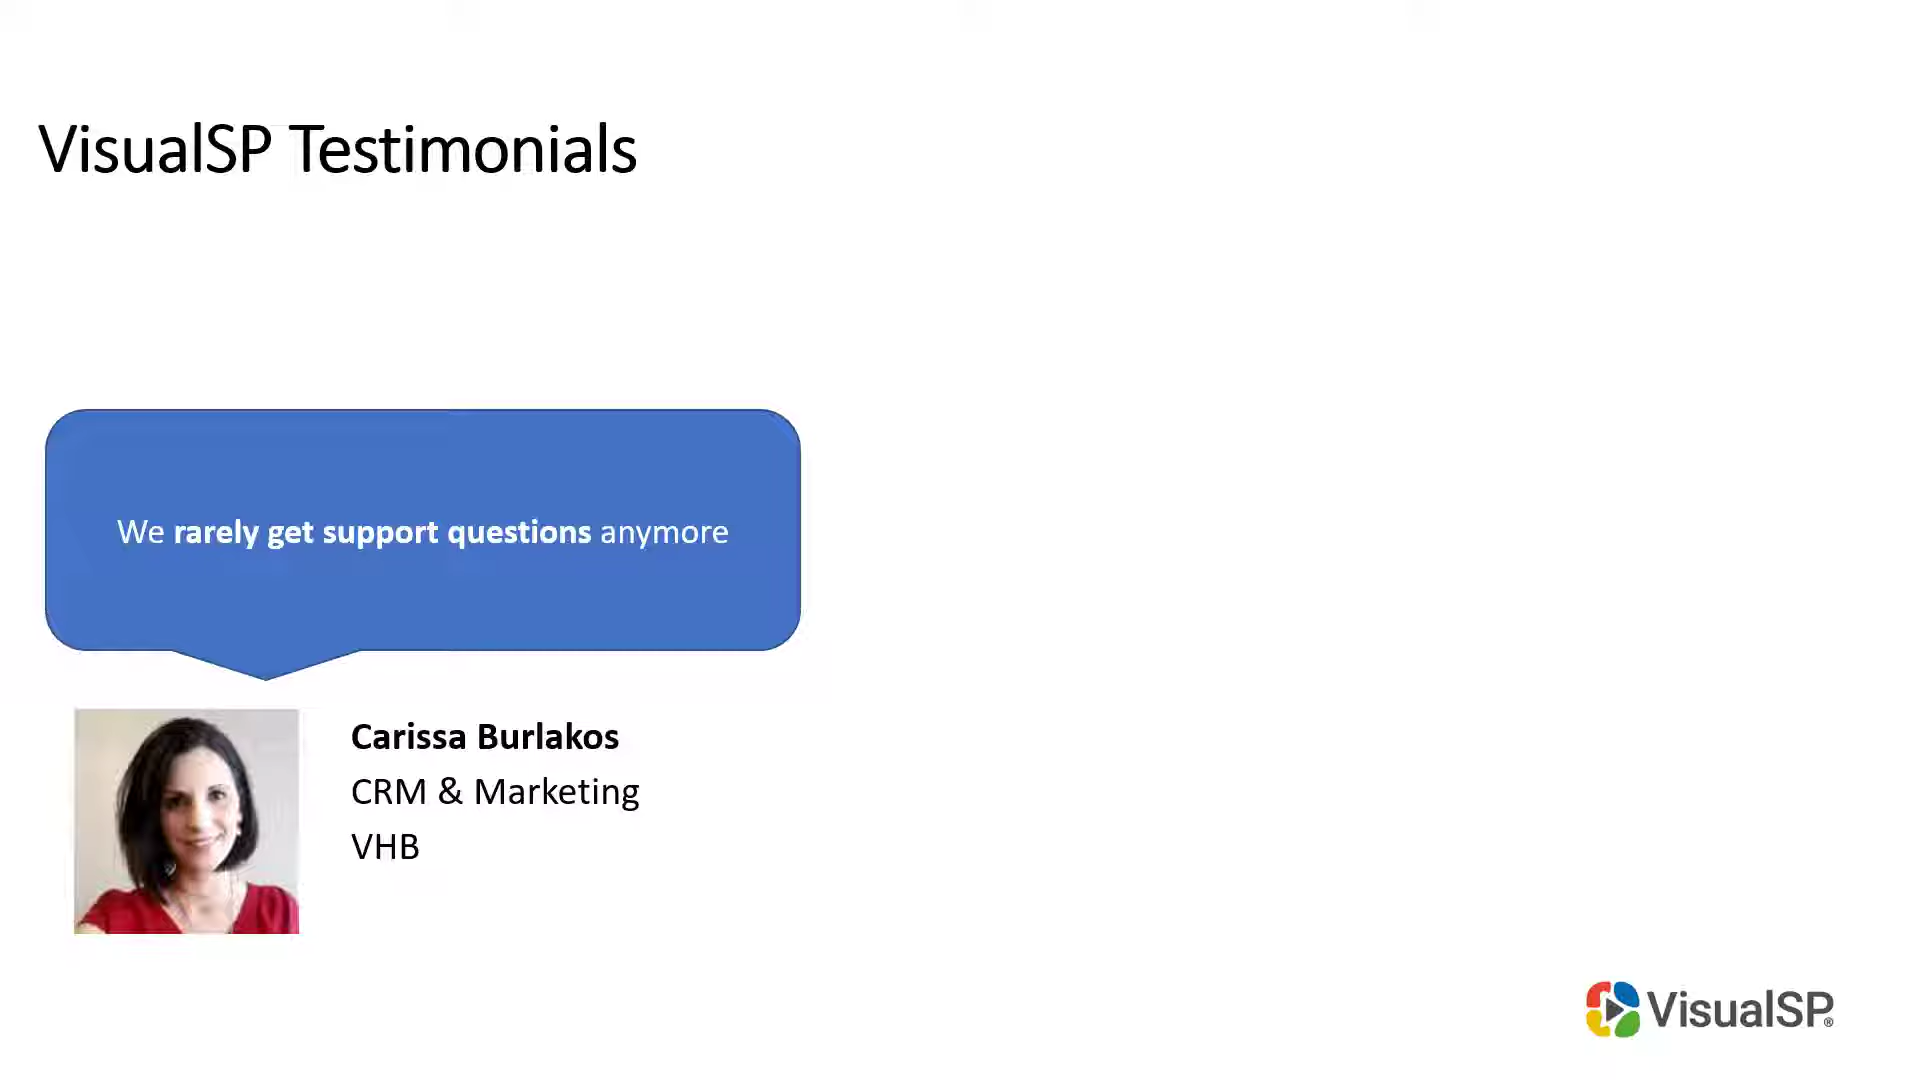 VisualSP Testimonials
We rarely get support questions anymore
Carissa Burlakos
CRM & Marketing
VHB
VisualSP®